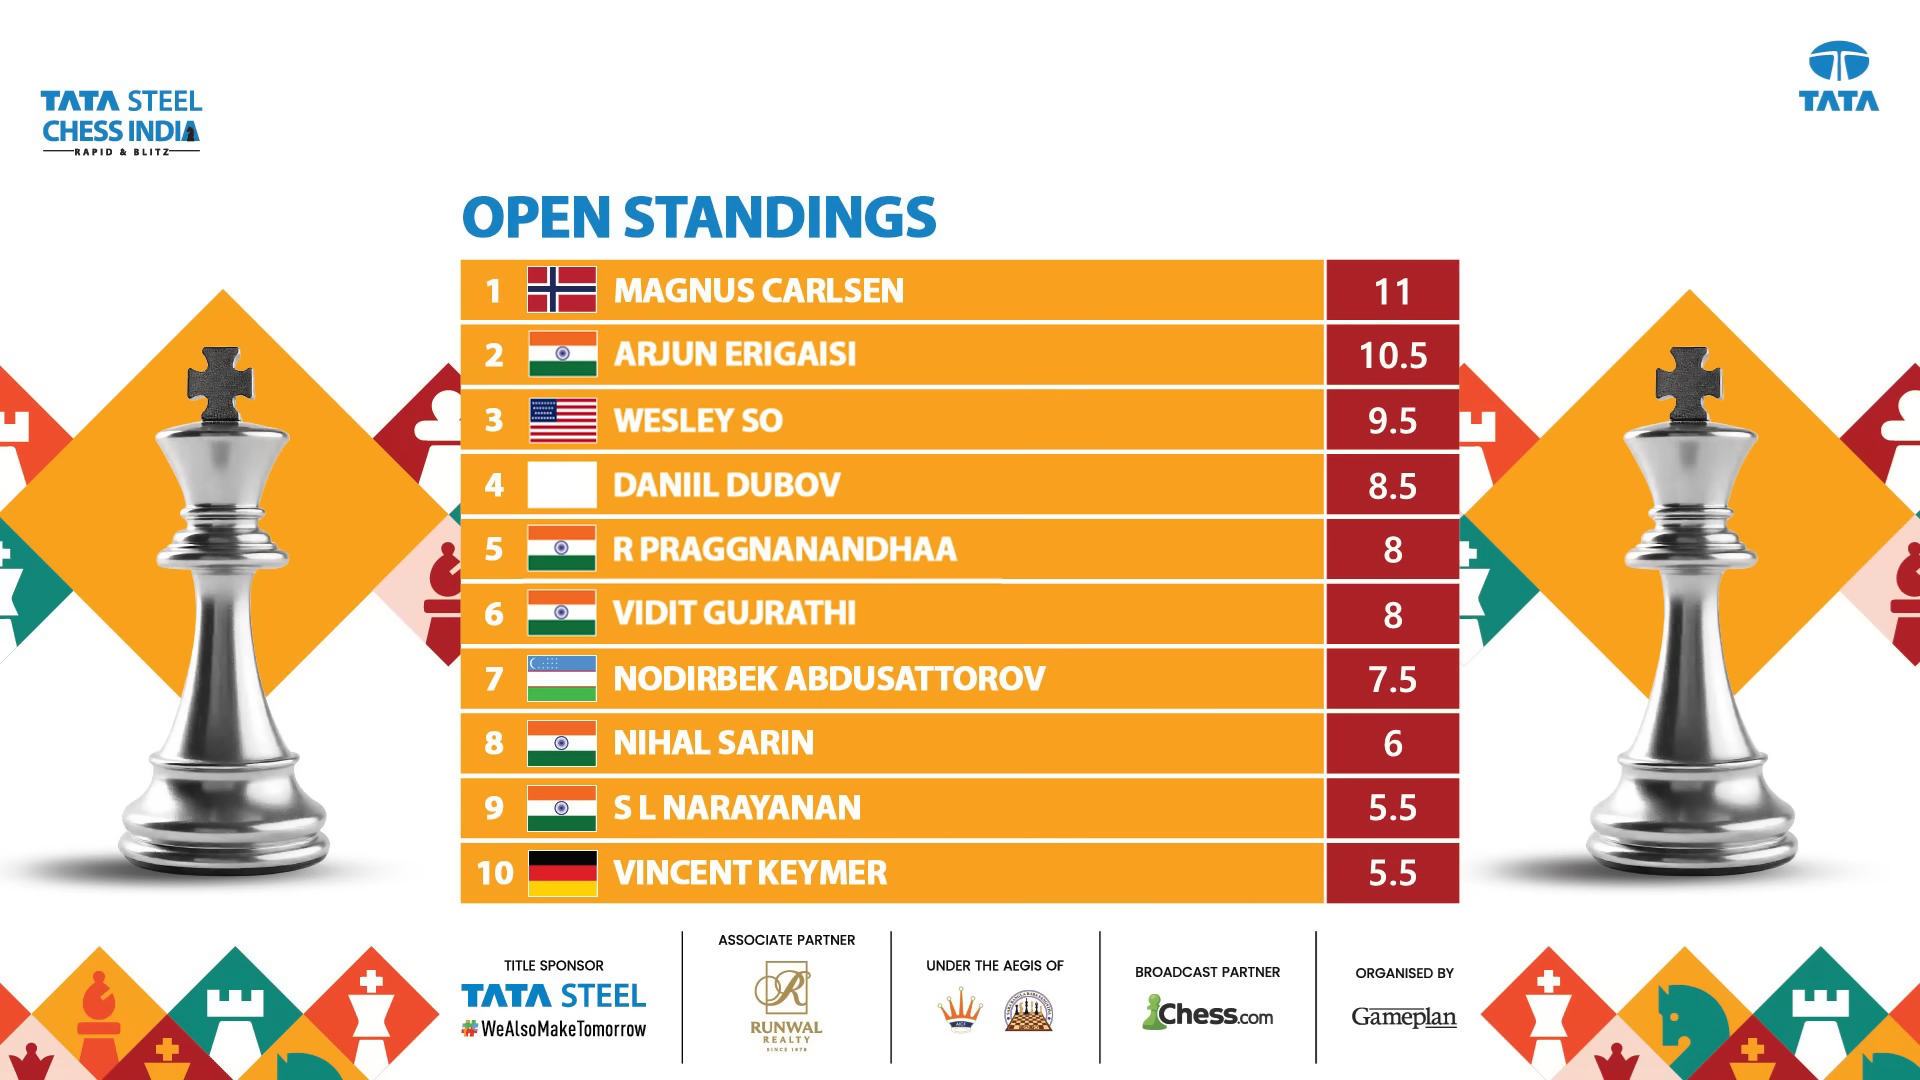 TATA STEEL
CHESS INDIA
RAPID & BLITZ
TATA
OPEN STANDINGS
1 MAGNUS CARLSEN 11
2 ARJUN ERIGAISI 10.5
3 WESLEY SO 9.5
4 DANIIL DUBOV 8.5
5 R PRAGGNANANDHAA 8
6 VIDIT GUJRATHI 8
7 NODIRBEK ABDUSATTOROV 7.5
8 NIHAL SARIN 6
9 S L NARAYANAN 5.5
10 VINCENT KEYMER 5.5
TITLE SPONSOR
TATA STEEL
#WeAlsoMakeTomorrow
ASSOCIATE PARTNER
R
RUNWAL
REALTY
SINCE 1978
UNDER THE AEGIS OF
AICF
BROADCAST PARTNER
Chess.com
ORGANISED BY
Gameplan